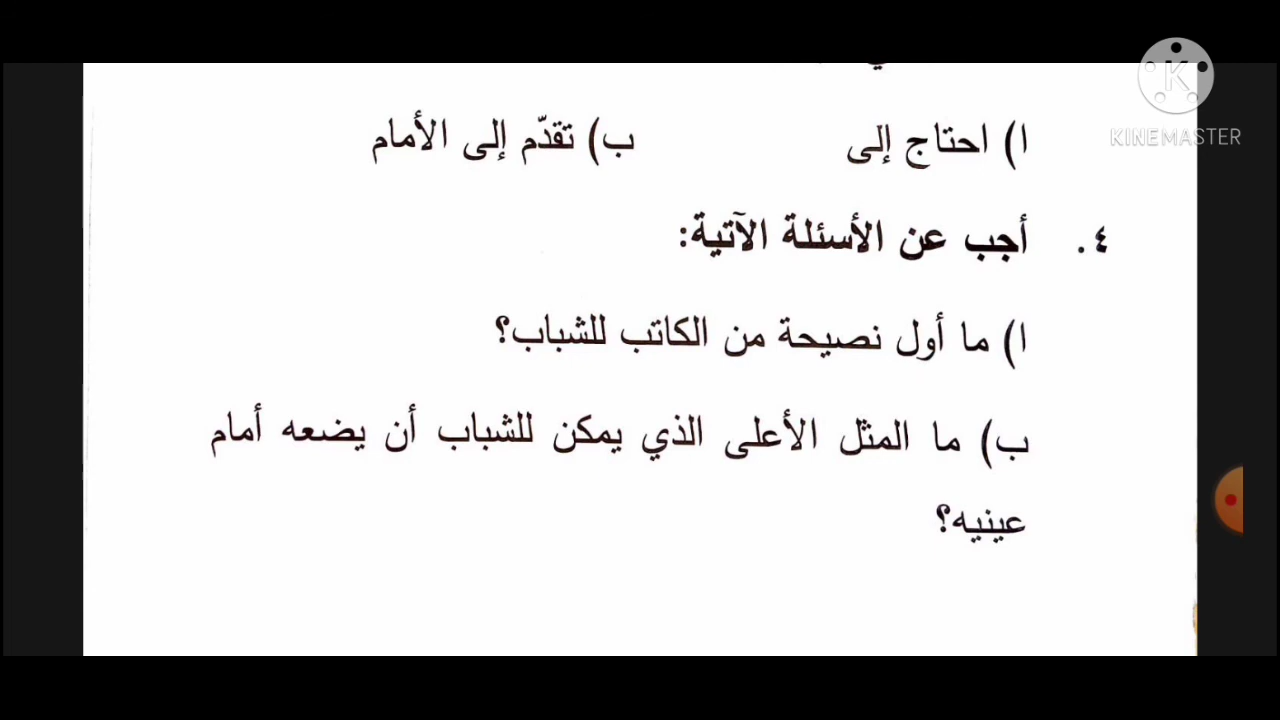 KINEMASTER
ا) احتاج إلى ب) تقدّم إلى الأمام
٤. أجب عن الأسئلة الآتية:
ا) ما أول نصيحة من الكاتب للشباب؟
ب) ما المثل الأعلى الذي يمكن للشباب أن يضعه أمام
عينيه؟